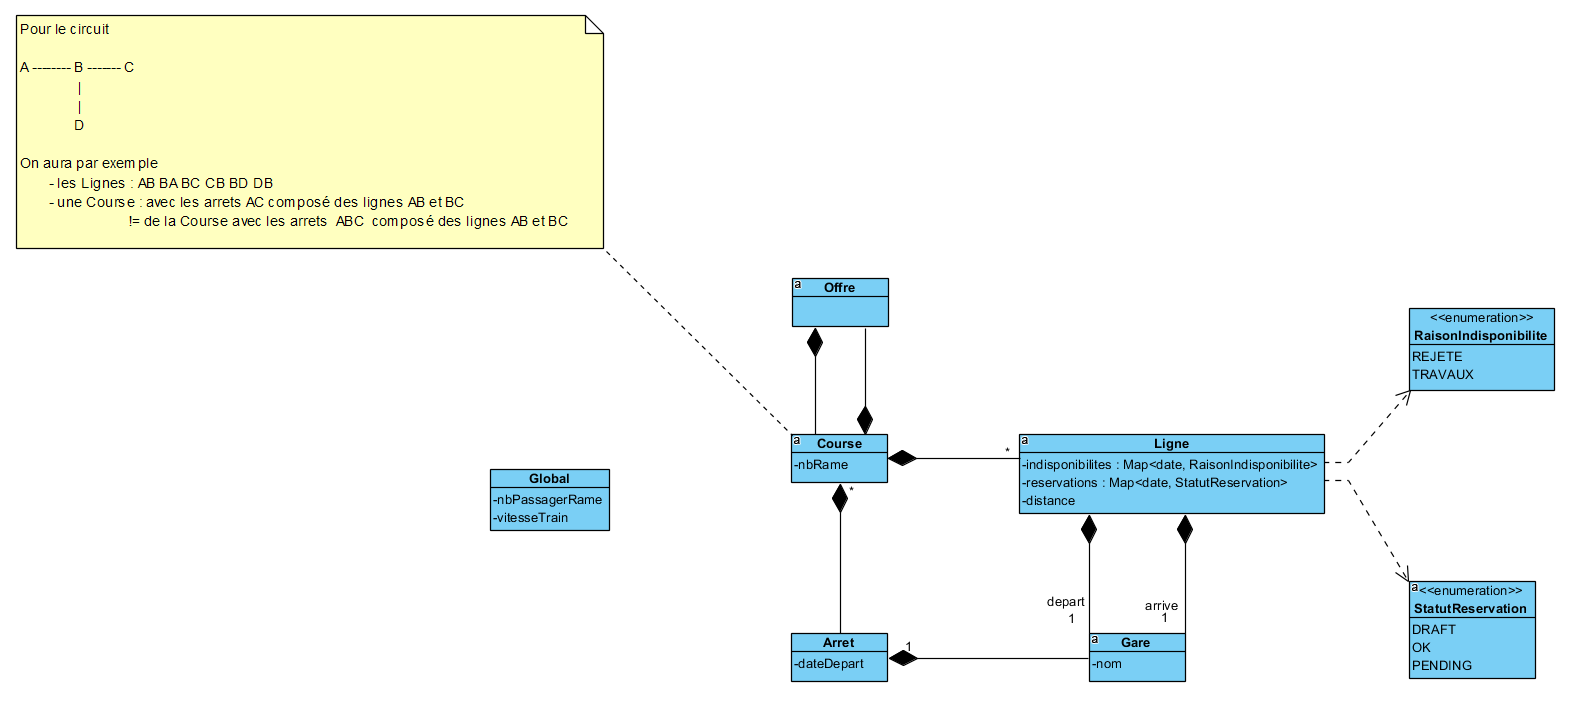 Pour le circuit
A -------- B ------- C
|
|
D
On aura par exemple
- les Lignes : AB BA BC CB BD DB
- une Course : avec les arrets AC composé des lignes AB et BC
!= de la Course avec les arrets ABC composé des lignes AB et BC
a Offre
<<enumeration>>
RaisonIndisponibilite
REJETE
TRAVAUX
a Course
-nbRame
*
a Ligne
-indisponibilites : Map<date, RaisonIndisponibilite>
-reservations : Map<date, StatutReservation>
-distance
Global
-nbPassagerRame
-vitesseTrain
*
depart
1
arrive
1
a <<enumeration>>
StatutReservation
DRAFT
OK
PENDING
Arret
-dateDepart
1
a Gare
-nom